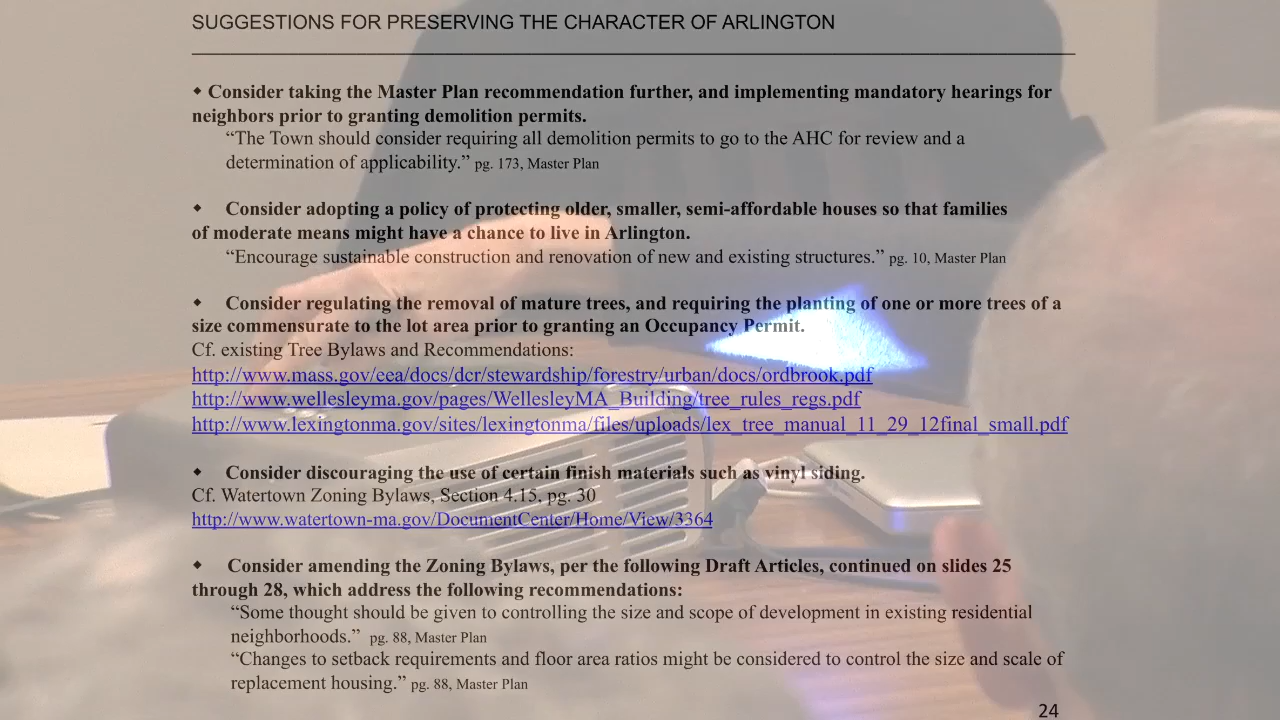 SUGGESTIONS FOR PRESERVING THE CHARACTER OF ARLINGTON
◆ Consider taking the Master Plan recommendation further, and implementing mandatory hearings for
neighbors prior to granting demolition permits.
“The Town should consider requiring all demolition permits to go to the AHC for review and a
determination of applicability.” pg. 173, Master Plan
◆ Consider adopting a policy of protecting older, smaller, semi-affordable houses so that families
of moderate means might have a chance to live in Arlington.
“Encourage sustainable construction and renovation of new and existing structures.” pg. 10, Master Plan
◆ Consider regulating the removal of mature trees, and requiring the planting of one or more trees of a
size commensurate to the lot area prior to granting an Occupancy Permit.
Cf. existing Tree Bylaws and Recommendations:
http://www.mass.gov/eea/docs/dcr/stewardship/forestry/urban/docs/ordbrook.pdf
http://www.wellesleyma.gov/pages/WellesleyMA_Building/tree_rules_regs.pdf
http://www.lexingtonma.gov/sites/lexingtonma/files/uploads/lex_tree_manual_11_29_12final_small.pdf
◆ Consider discouraging the use of certain finish materials such as vinyl siding.
Cf. Watertown Zoning Bylaws, Section 4.15, pg. 30
http://www.watertown-ma.gov/DocumentCenter/Home/View/3364
◆ Consider amending the Zoning Bylaws, per the following Draft Articles, continued on slides 25
through 28, which address the following recommendations:
“Some thought should be given to controlling the size and scope of development in existing residential
neighborhoods.” pg. 88, Master Plan
“Changes to setback requirements and floor area ratios might be considered to control the size and scale of
replacement housing.” pg. 88, Master Plan
24